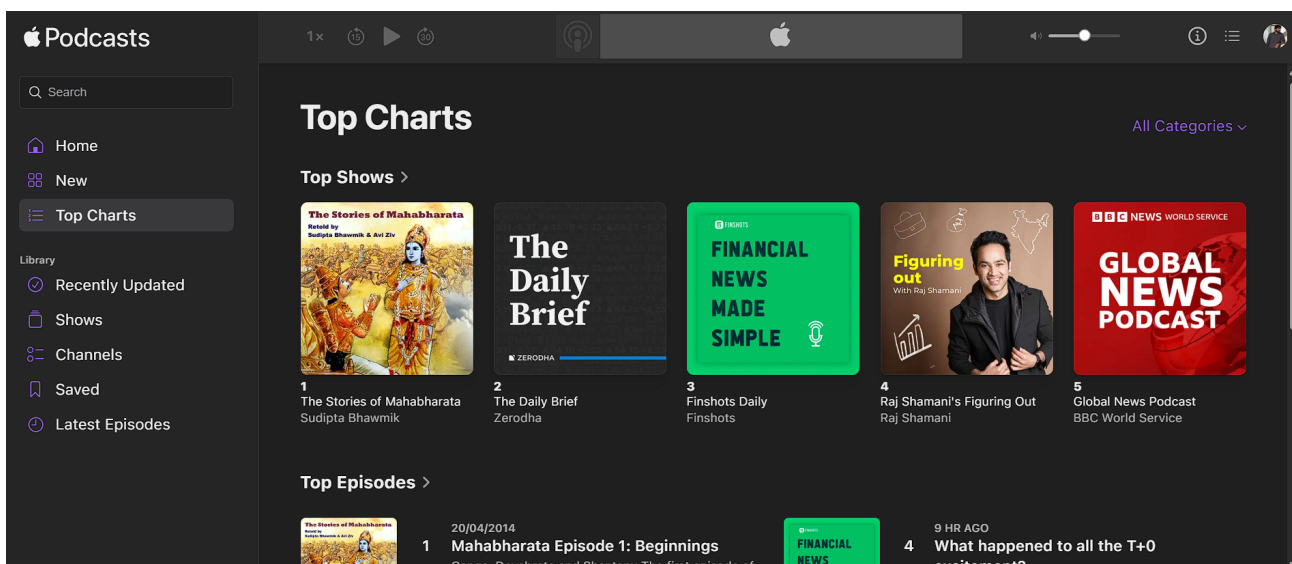 Podcasts
Search
Home
New
Top Charts
Library
Recently Updated
Shows
Channels
Saved
Latest Episodes
1×
15
30
Top Charts
All Categories
Top Shows
The Stories of Mahabharata
Retold by
Sudipta Bhawmik & Avi Ziv
1
The Stories of Mahabharata
Sudipta Bhawmik
The
Daily
Brief
ZERODHA
2
The Daily Brief
Zerodha
FINSHOTS
FINANCIAL
NEWS
MADE
SIMPLE
3
Finshots Daily
Finshots
Figuring
out
With Raj Shamani
4
Raj Shamani's Figuring Out
Raj Shamani
BBC NEWS WORLD SERVICE
GLOBAL
NEWS
PODCAST
5
Global News Podcast
BBC World Service
Top Episodes
The Stories of Mahabharata
Retold by
Sudipta Bhawmik & Avi Ziv
1
20/04/2014
Mahabharata Episode 1: Beginnings
FINSHOTS
FINANCIAL
NEWS
4
9 HR AGO
What happened to all the T+0
excitement?